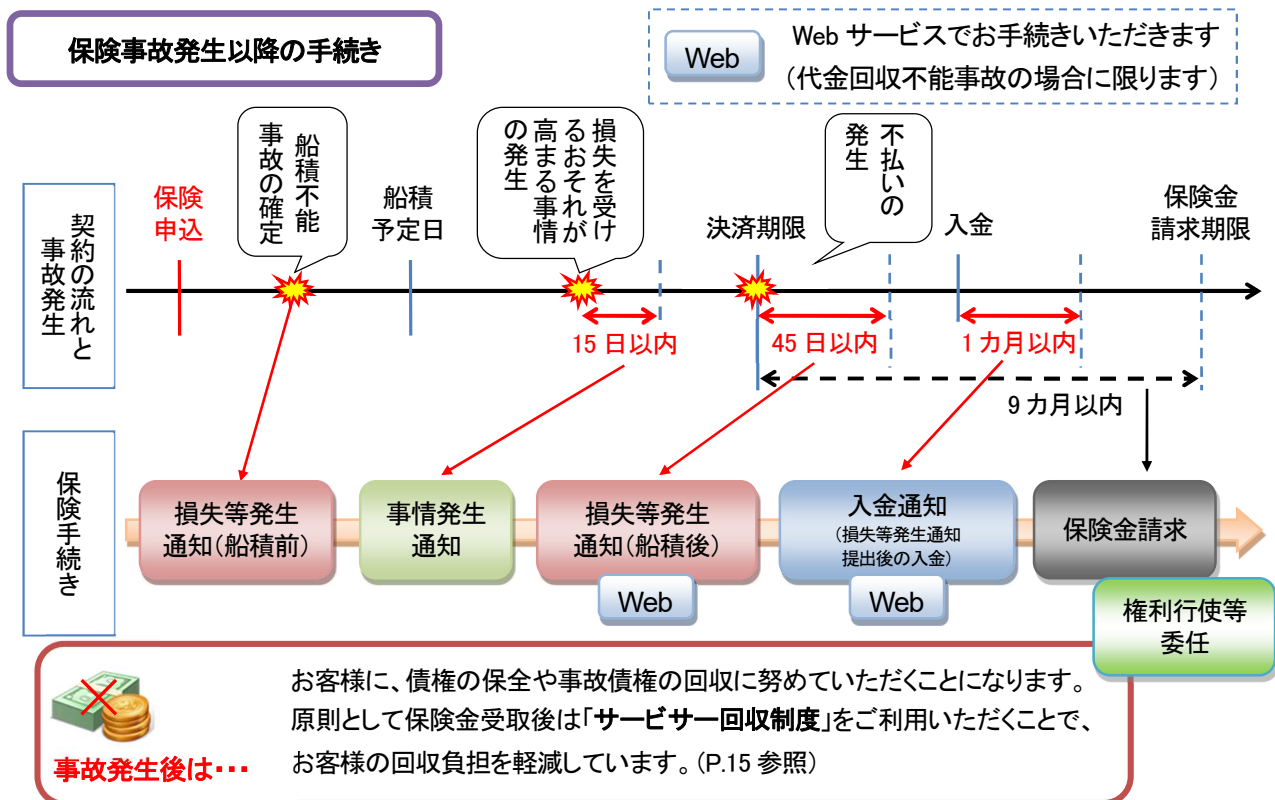 保険事故発生以降の手続き
Web
Web サービスでお手続きいただきます
(代金回収不能事故の場合に限ります)
契約の流れと
事故発生
保険
申込
船積不能
事故の確定
船積
予定日
損失を受け
るおそれが
高まる事情
の発生
決済期限
不払いの
発生
入金
保険金
請求期限
15 日以内
45 日以内
1 カ月以内
9 カ月以内
保険手続き
損失等発生
通知(船積前)
事情発生
通知
損失等発生
通知(船積後)
Web
入金通知
(損失等発生通知
提出後の入金)
Web
保険金請求
権利行使等
委任
事故発生後は・・・
お客様に、債権の保全や事故債権の回収に努めていただくことになります。
原則として保険金受取後は「サービサー回収制度」をご利用いただくことで、
お客様の回収負担を軽減しています。(P.15 参照)